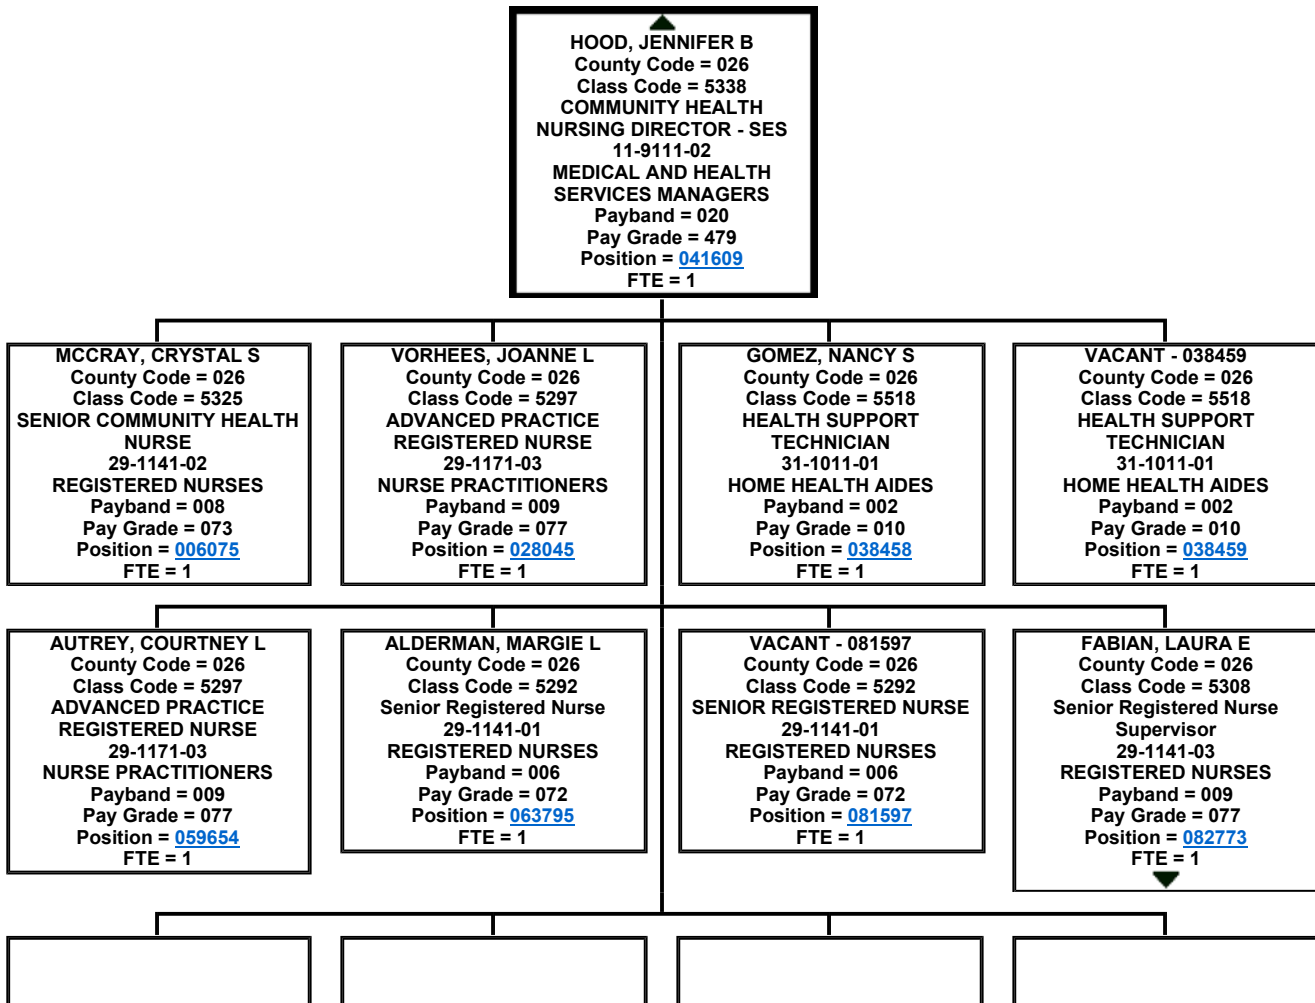 HOOD, JENNIFER B
County Code = 026
Class Code = 5338
COMMUNITY HEALTH
NURSING DIRECTOR - SES
11-9111-02
MEDICAL AND HEALTH
SERVICES MANAGERS
Payband = 020
Pay Grade = 479
Position = 041609
FTE = 1
MCCRAY, CRYSTAL S
County Code = 026
Class Code = 5325
SENIOR COMMUNITY HEALTH
NURSE
29-1141-02
REGISTERED NURSES
Payband = 008
Pay Grade = 073
Position = 006075
FTE = 1
VORHEES, JOANNE L
County Code = 026
Class Code = 5297
ADVANCED PRACTICE
REGISTERED NURSE
29-1171-03
NURSE PRACTITIONERS
Payband = 009
Pay Grade = 077
Position = 028045
FTE = 1
GOMEZ, NANCY S
County Code = 026
Class Code = 5518
HEALTH SUPPORT
TECHNICIAN
31-1011-01
HOME HEALTH AIDES
Payband = 002
Pay Grade = 010
Position = 038458
FTE = 1
VACANT - 038459
County Code = 026
Class Code = 5518
HEALTH SUPPORT
TECHNICIAN
31-1011-01
HOME HEALTH AIDES
Payband = 002
Pay Grade = 010
Position = 038459
FTE = 1
AUTREY, COURTNEY L
County Code = 026
Class Code = 5297
ADVANCED PRACTICE
REGISTERED NURSE
29-1171-03
NURSE PRACTITIONERS
Payband = 009
Pay Grade = 077
Position = 059654
FTE = 1
ALDERMAN, MARGIE L
County Code = 026
Class Code = 5292
Senior Registered Nurse
29-1141-01
REGISTERED NURSES
Payband = 006
Pay Grade = 072
Position = 063795
FTE = 1
VACANT - 081597
County Code = 026
Class Code = 5292
SENIOR REGISTERED NURSE
29-1141-01
REGISTERED NURSES
Payband = 006
Pay Grade = 072
Position = 081597
FTE = 1
FABIAN, LAURA E
County Code = 026
Class Code = 5308
Senior Registered Nurse
Supervisor
29-1141-03
REGISTERED NURSES
Payband = 009
Pay Grade = 077
Position = 082773
FTE = 1